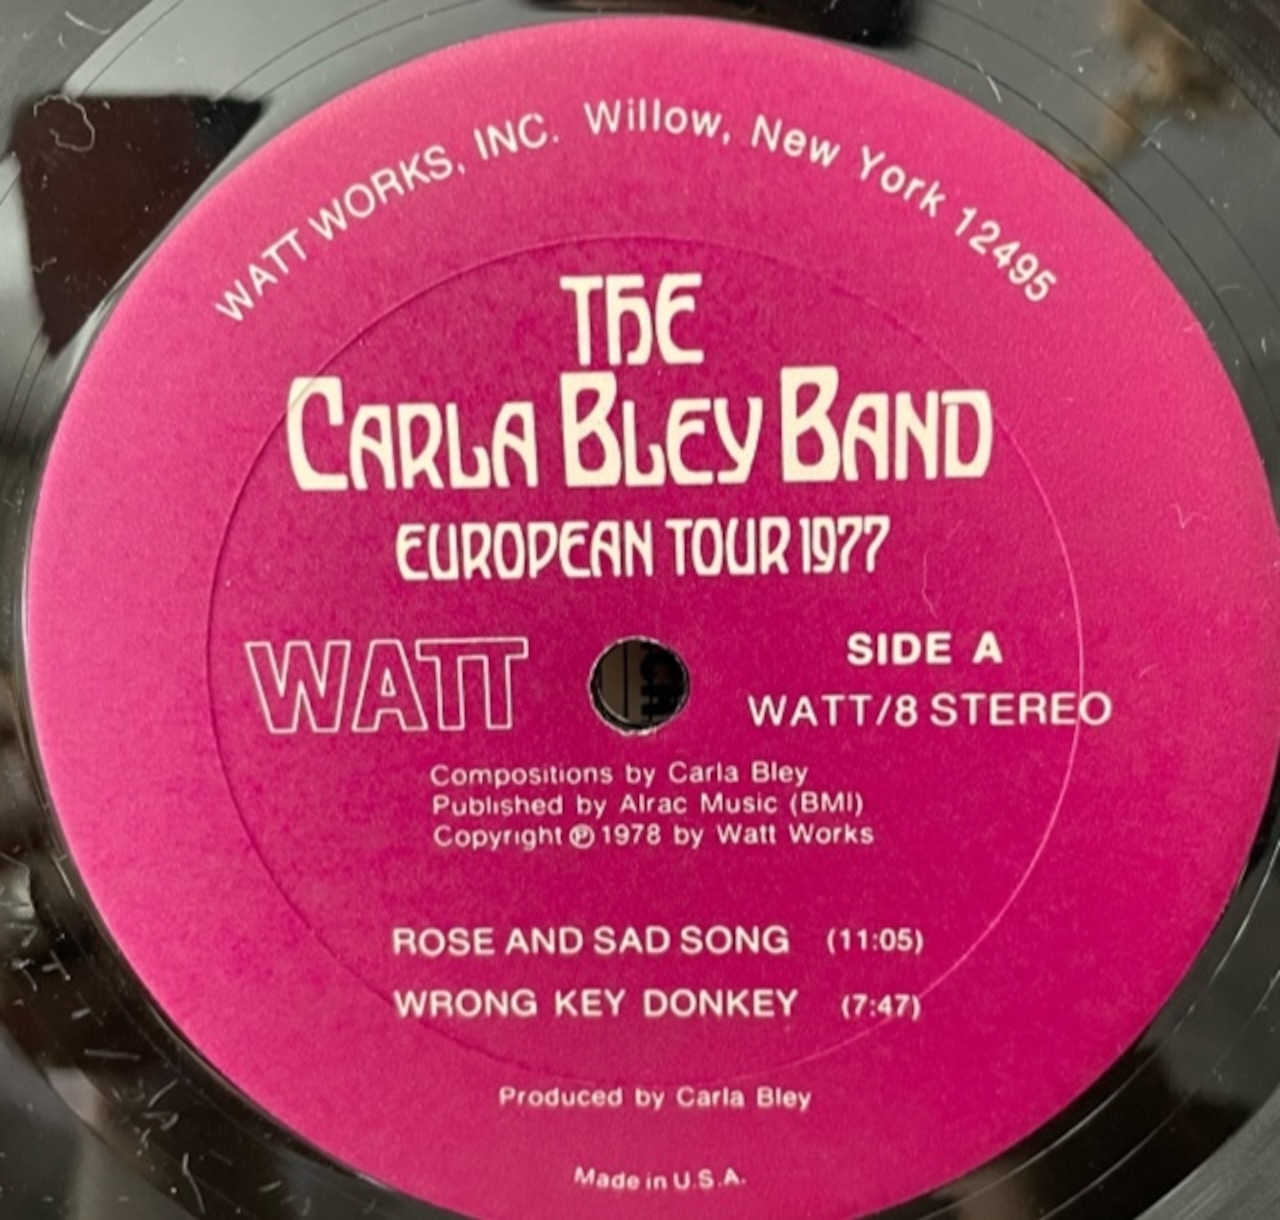 WATT WORKS, INC. Willow, New York 12495
THE
CARLA BLEY BAND
EUROPEAN TOUR 1977
WATT
SIDE A
WATT/8 STEREO
Compositions by Carla Bley
Published by Alrac Music (BMI)
Copyright ℗ 1978 by Watt Works
ROSE AND SAD SONG (11:05)
WRONG KEY DONKEY (7:47)
Produced by Carla Bley
Made in U.S.A.